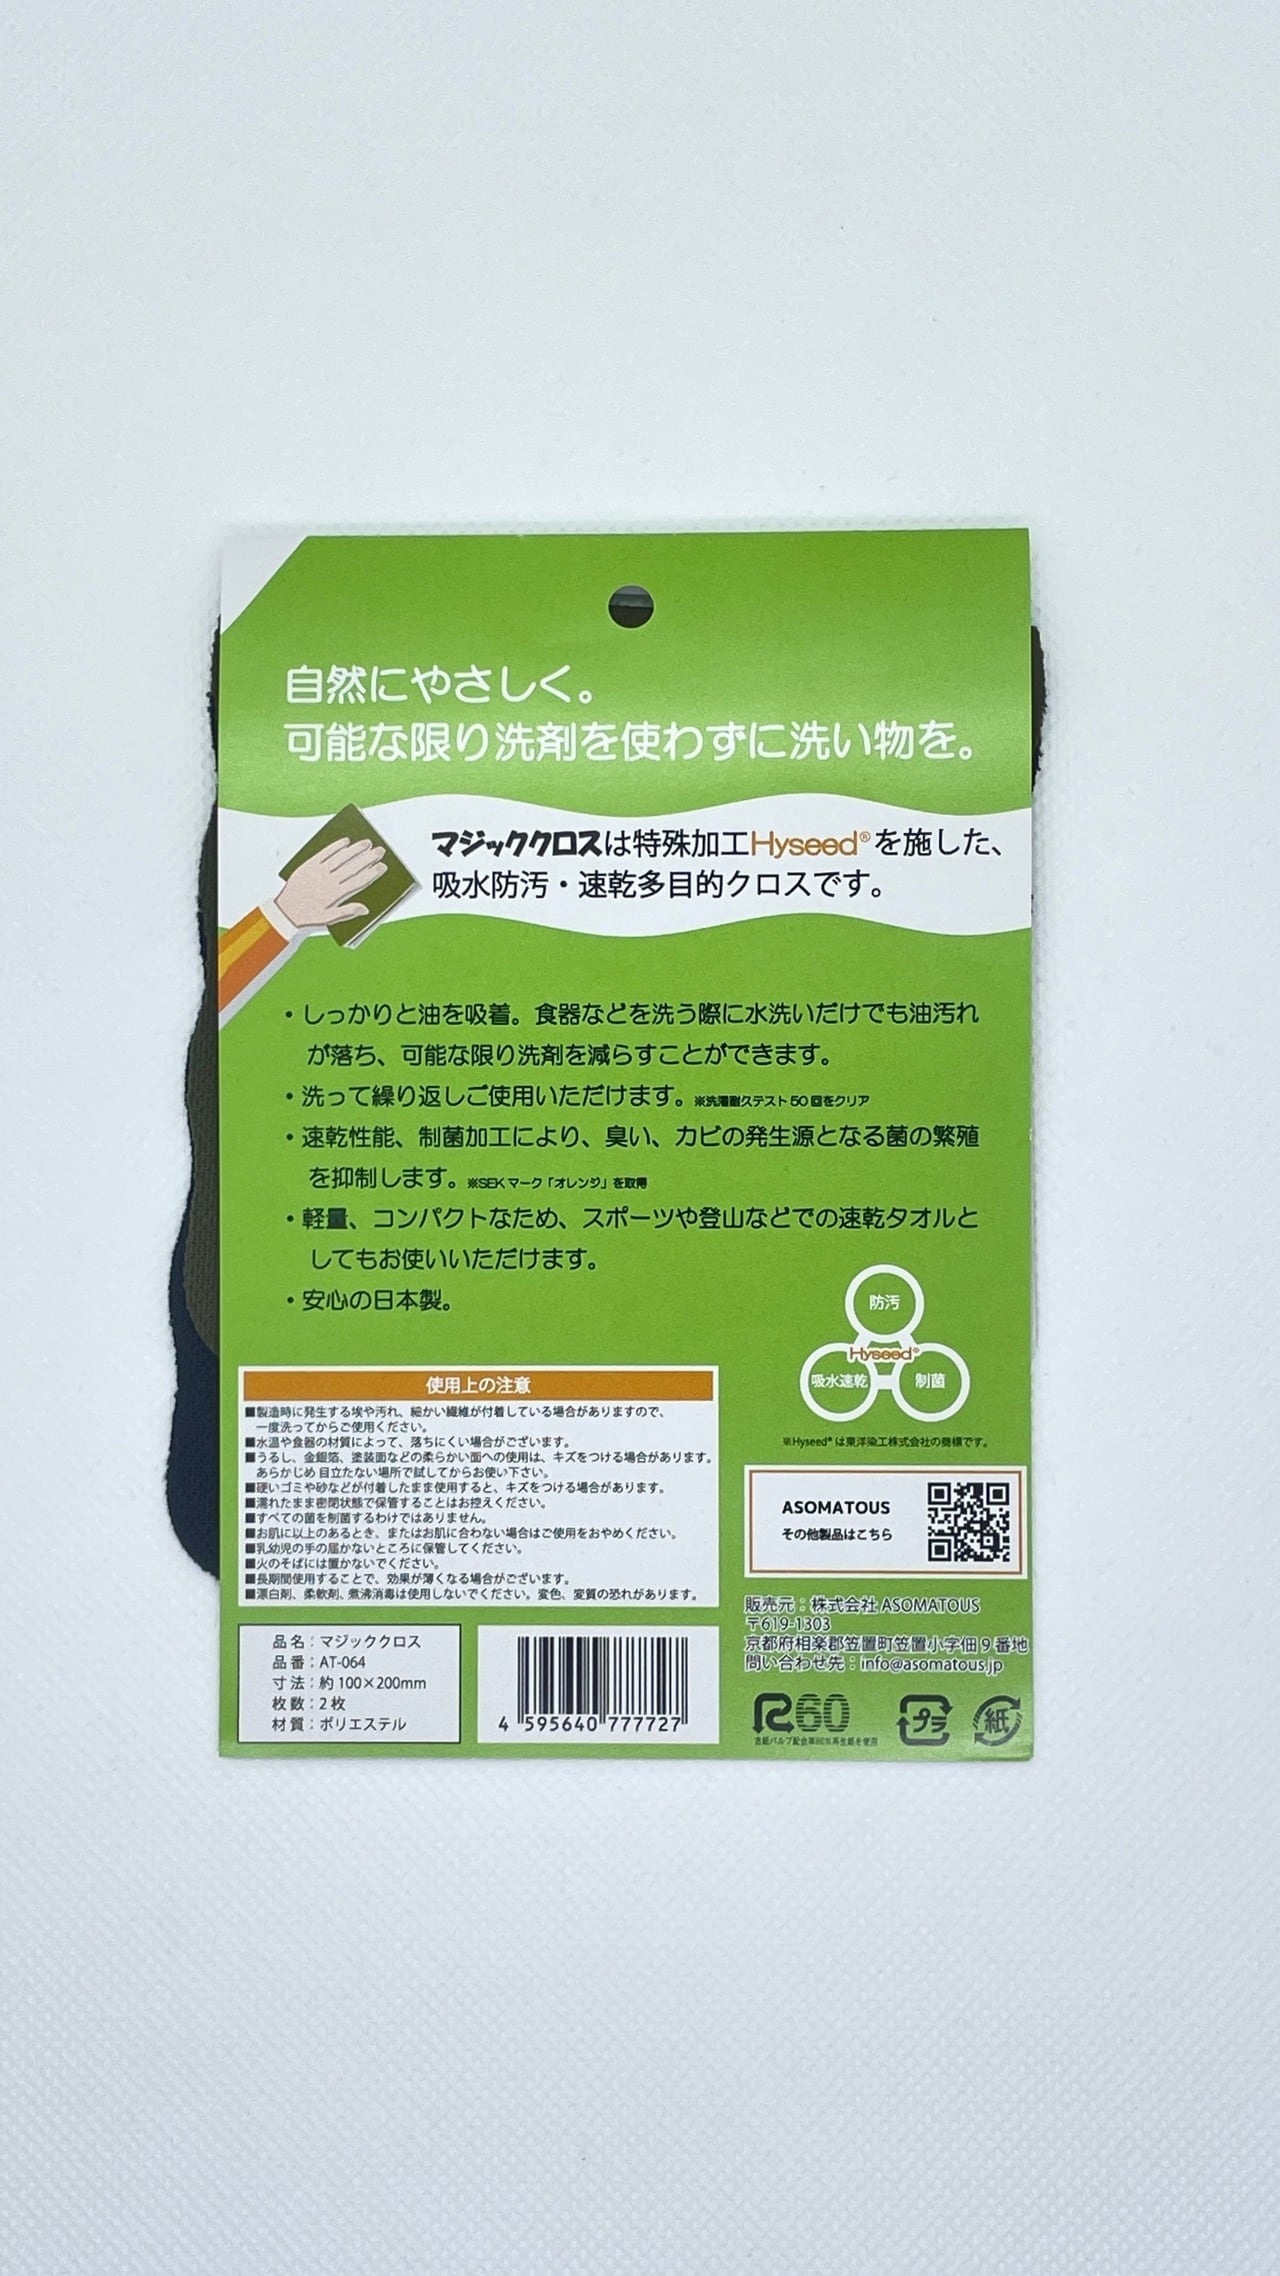 自然にやさしく。
可能な限り洗剤を使わずに洗い物を。
マジッククロスは特殊加工Hyseed®を施した、
吸水防汚・速乾多目的クロスです。
・しっかりと油を吸着。食器などを洗う際に水洗いだけでも油汚れ
が落ち、可能な限り洗剤を減らすことができます。
・洗って繰り返しご使用いただけます。※洗濯耐久テスト50回をクリア
・速乾性能、制菌加工により、臭い、カビの発生源となる菌の繁殖
を抑制します。※SEKマーク「オレンジ」を取得
・軽量、コンパクトなため、スポーツや登山などでの速乾タオルと
してもお使いいただけます。
・安心の日本製。
防汚
Hyseed®
吸水速乾
制菌
※Hyseed®は東洋染工株式会社の商標です。
使用上の注意
■製造時に発生する埃や汚れ、細かい繊維が付着している場合がありますので、
一度洗ってからご使用ください。
■水温や食器の材質によって、落ちにくい場合がございます。
■うるし、金銀箔、塗装面などの柔らかい面への使用は、キズをつける場合があります。
あらかじめ目立たない場所で試してからお使い下さい。
■硬いゴミや砂などが付着したまま使用すると、キズをつける場合があります。
■濡れたまま密閉状態で保管することはお控えください。
■すべての菌を制菌するわけではありません。
■お肌に以上のあるとき、またはお肌に合わない場合はご使用をおやめください。
■乳幼児の手の届かないところに保管してください。
■火のそばには置かないでください。
■長期間使用することで、効果が薄くなる場合がございます。
■漂白剤、柔軟剤、煮沸消毒は使用しないでください。変色、変質の恐れがあります。
ASOMATOUS
その他製品はこちら
販売元：株式会社 ASOMATOUS
〒619-1303
京都府相楽郡笠置町笠置小字佃9番地
問い合わせ先：info@asomatous.jp
品名：マジッククロス
品番：AT-064
寸法：約100×200mm
枚数：2枚
材質：ポリエステル
4 595640 777727
R60
古紙パルプ配合率60%再生紙を使用
プラ
紙